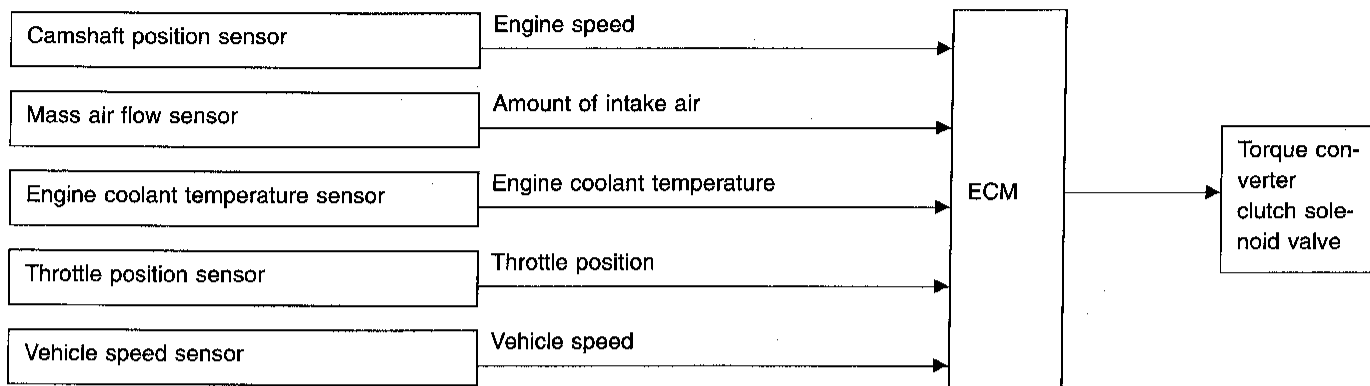 Camshaft position sensor
Engine speed
Mass air flow sensor
Amount of intake air
Engine coolant temperature sensor
Engine coolant temperature
Throttle position sensor
Throttle position
Vehicle speed sensor
Vehicle speed
ECM
Torque con-
verter
clutch sole-
noid valve